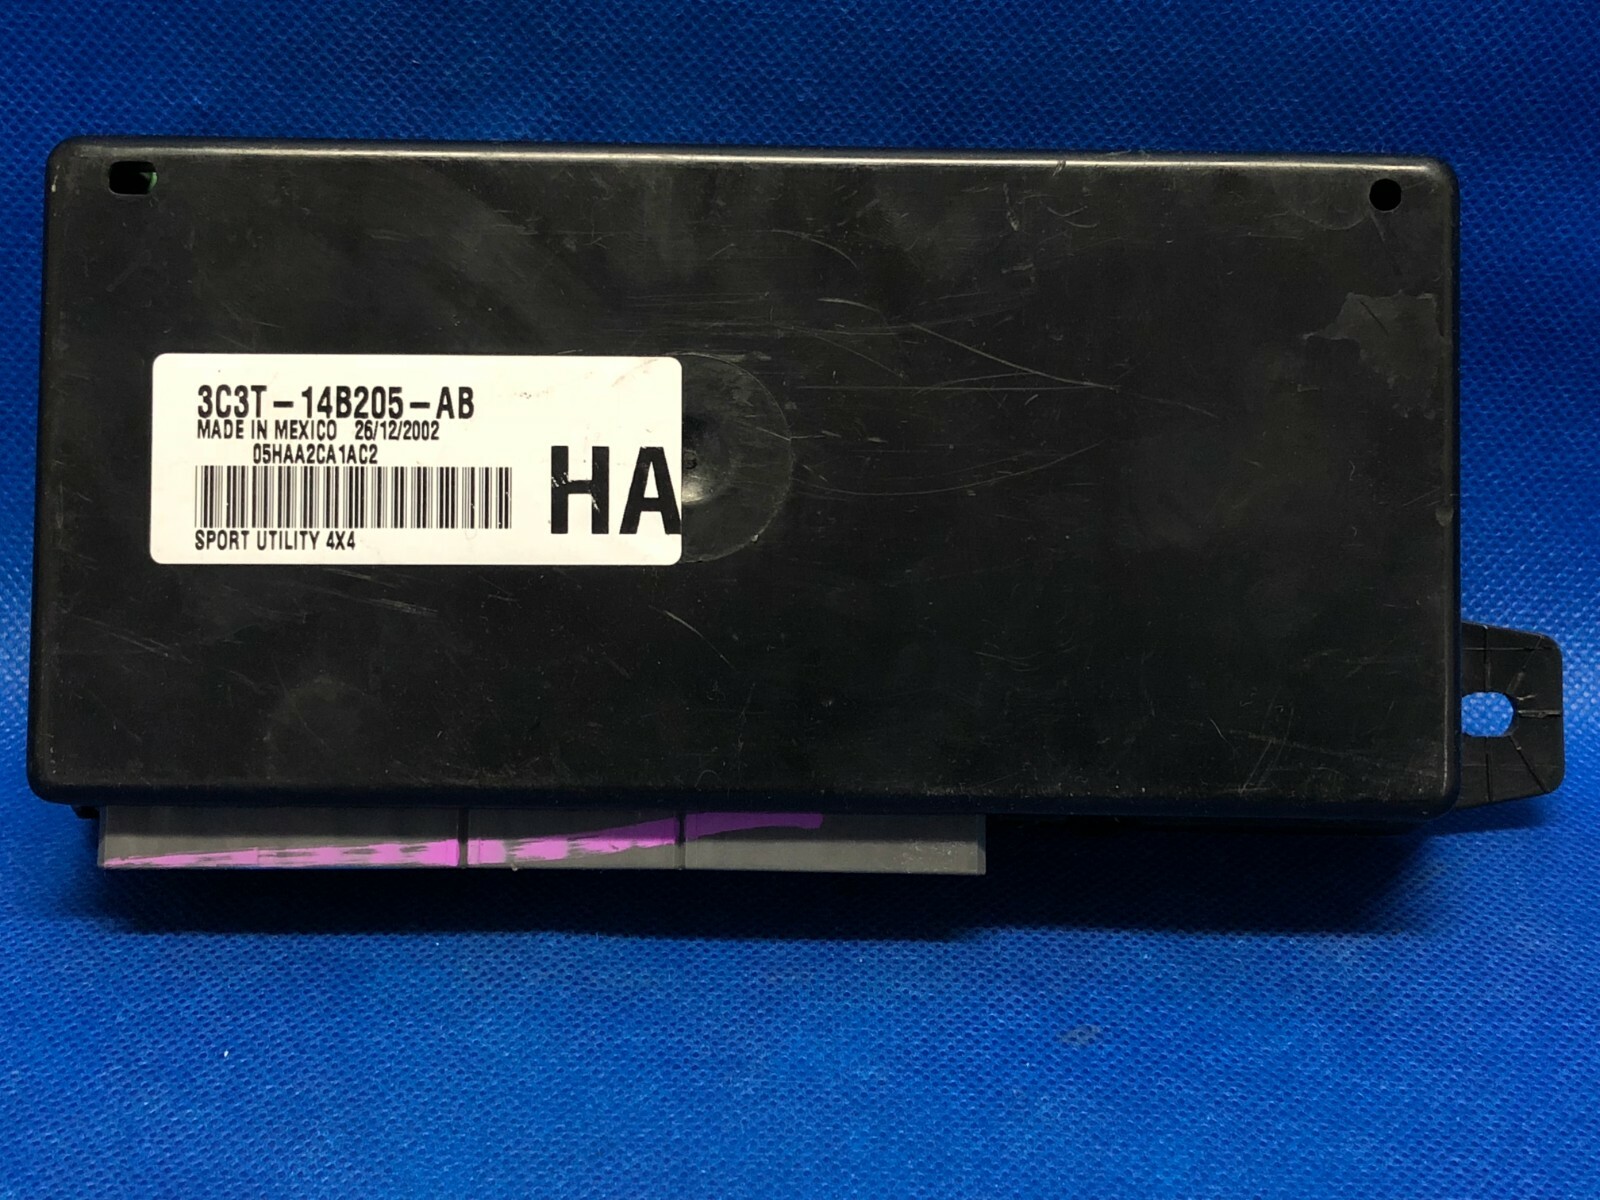 3C3T-14B205-AB
MADE IN MEXICO 26/12/2002
05HAA2CA1AC2
HA
SPORT UTILITY 4X4